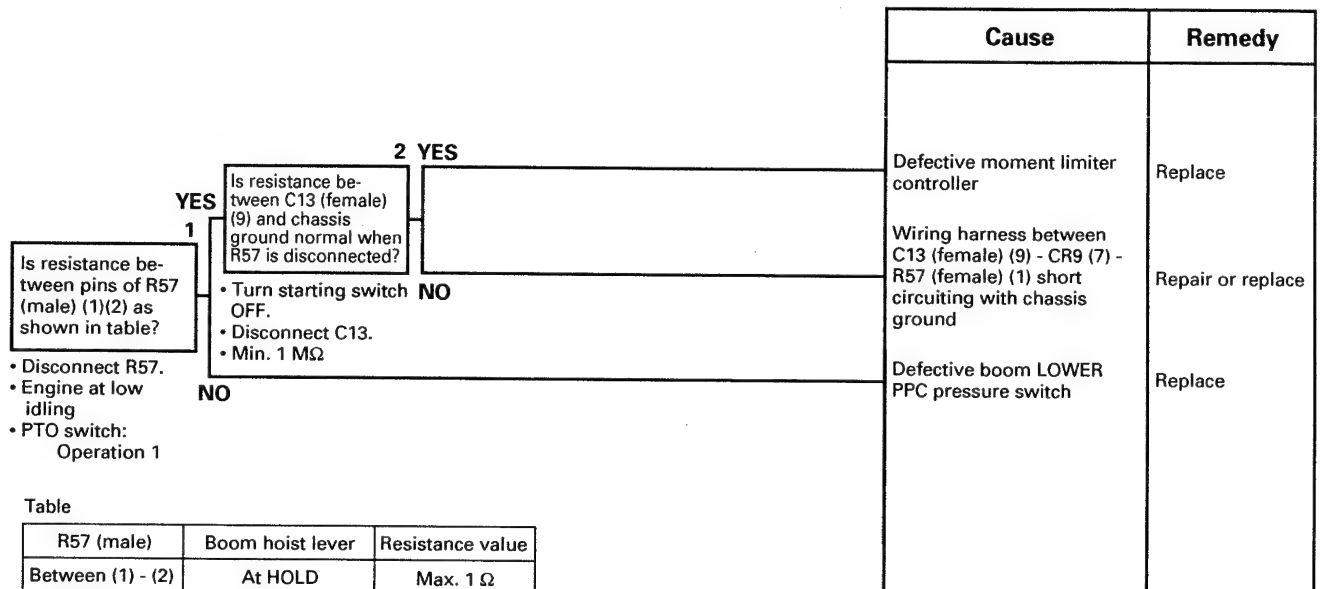 Cause
Remedy
2 YES
Is resistance be-
tween C13 (female)
(9) and chassis
ground normal when
R57 is disconnected?
YES
1
Is resistance be-
tween pins of R57
(male) (1)(2) as
shown in table?
• Turn starting switch
OFF.
• Disconnect C13.
• Min. 1 MΩ
NO
• Disconnect R57.
• Engine at low
idling
• PTO switch:
Operation 1
NO
Defective moment limiter
controller
Replace
Wiring harness between
C13 (female) (9) - CR9 (7) -
R57 (female) (1) short
circuiting with chassis
ground
Repair or replace
Defective boom LOWER
PPC pressure switch
Replace
Table
R57 (male)
Boom hoist lever
Resistance value
Between (1) - (2)
At HOLD
Max. 1 Ω